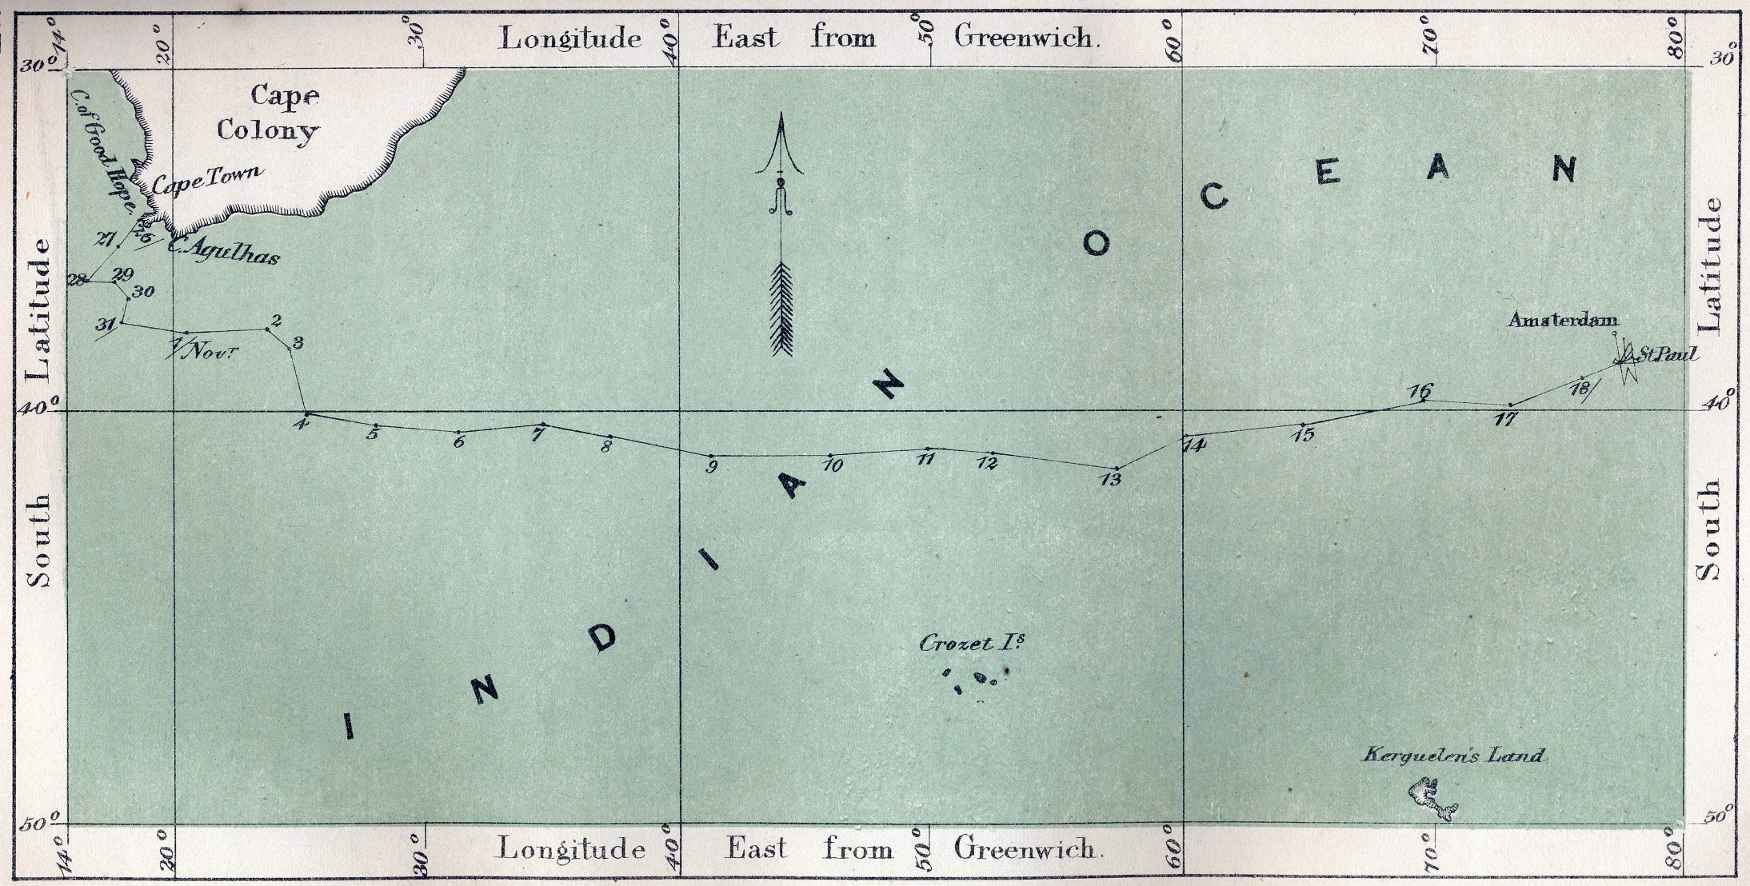 14° 20° 30° 40° 50° 60° 70° 80°
Longitude East from Greenwich.
30° 30°
Cape
Colony
C. of Good Hope.
Cape Town
C. Agulhas
26/
27
28
29
30
31/
1/ Novr
2
3
4
5
6
7
8
9
10
11
12
13
14
15
16
17
18/
Amsterdam
St Paul
South Latitude
South Latitude
40° 40°
INDIAN OCEAN
Crozet Is
Kerguelen's Land
50° 50°
14° 20° 30° 40° 50° 60° 70° 80°
Longitude East from Greenwich.